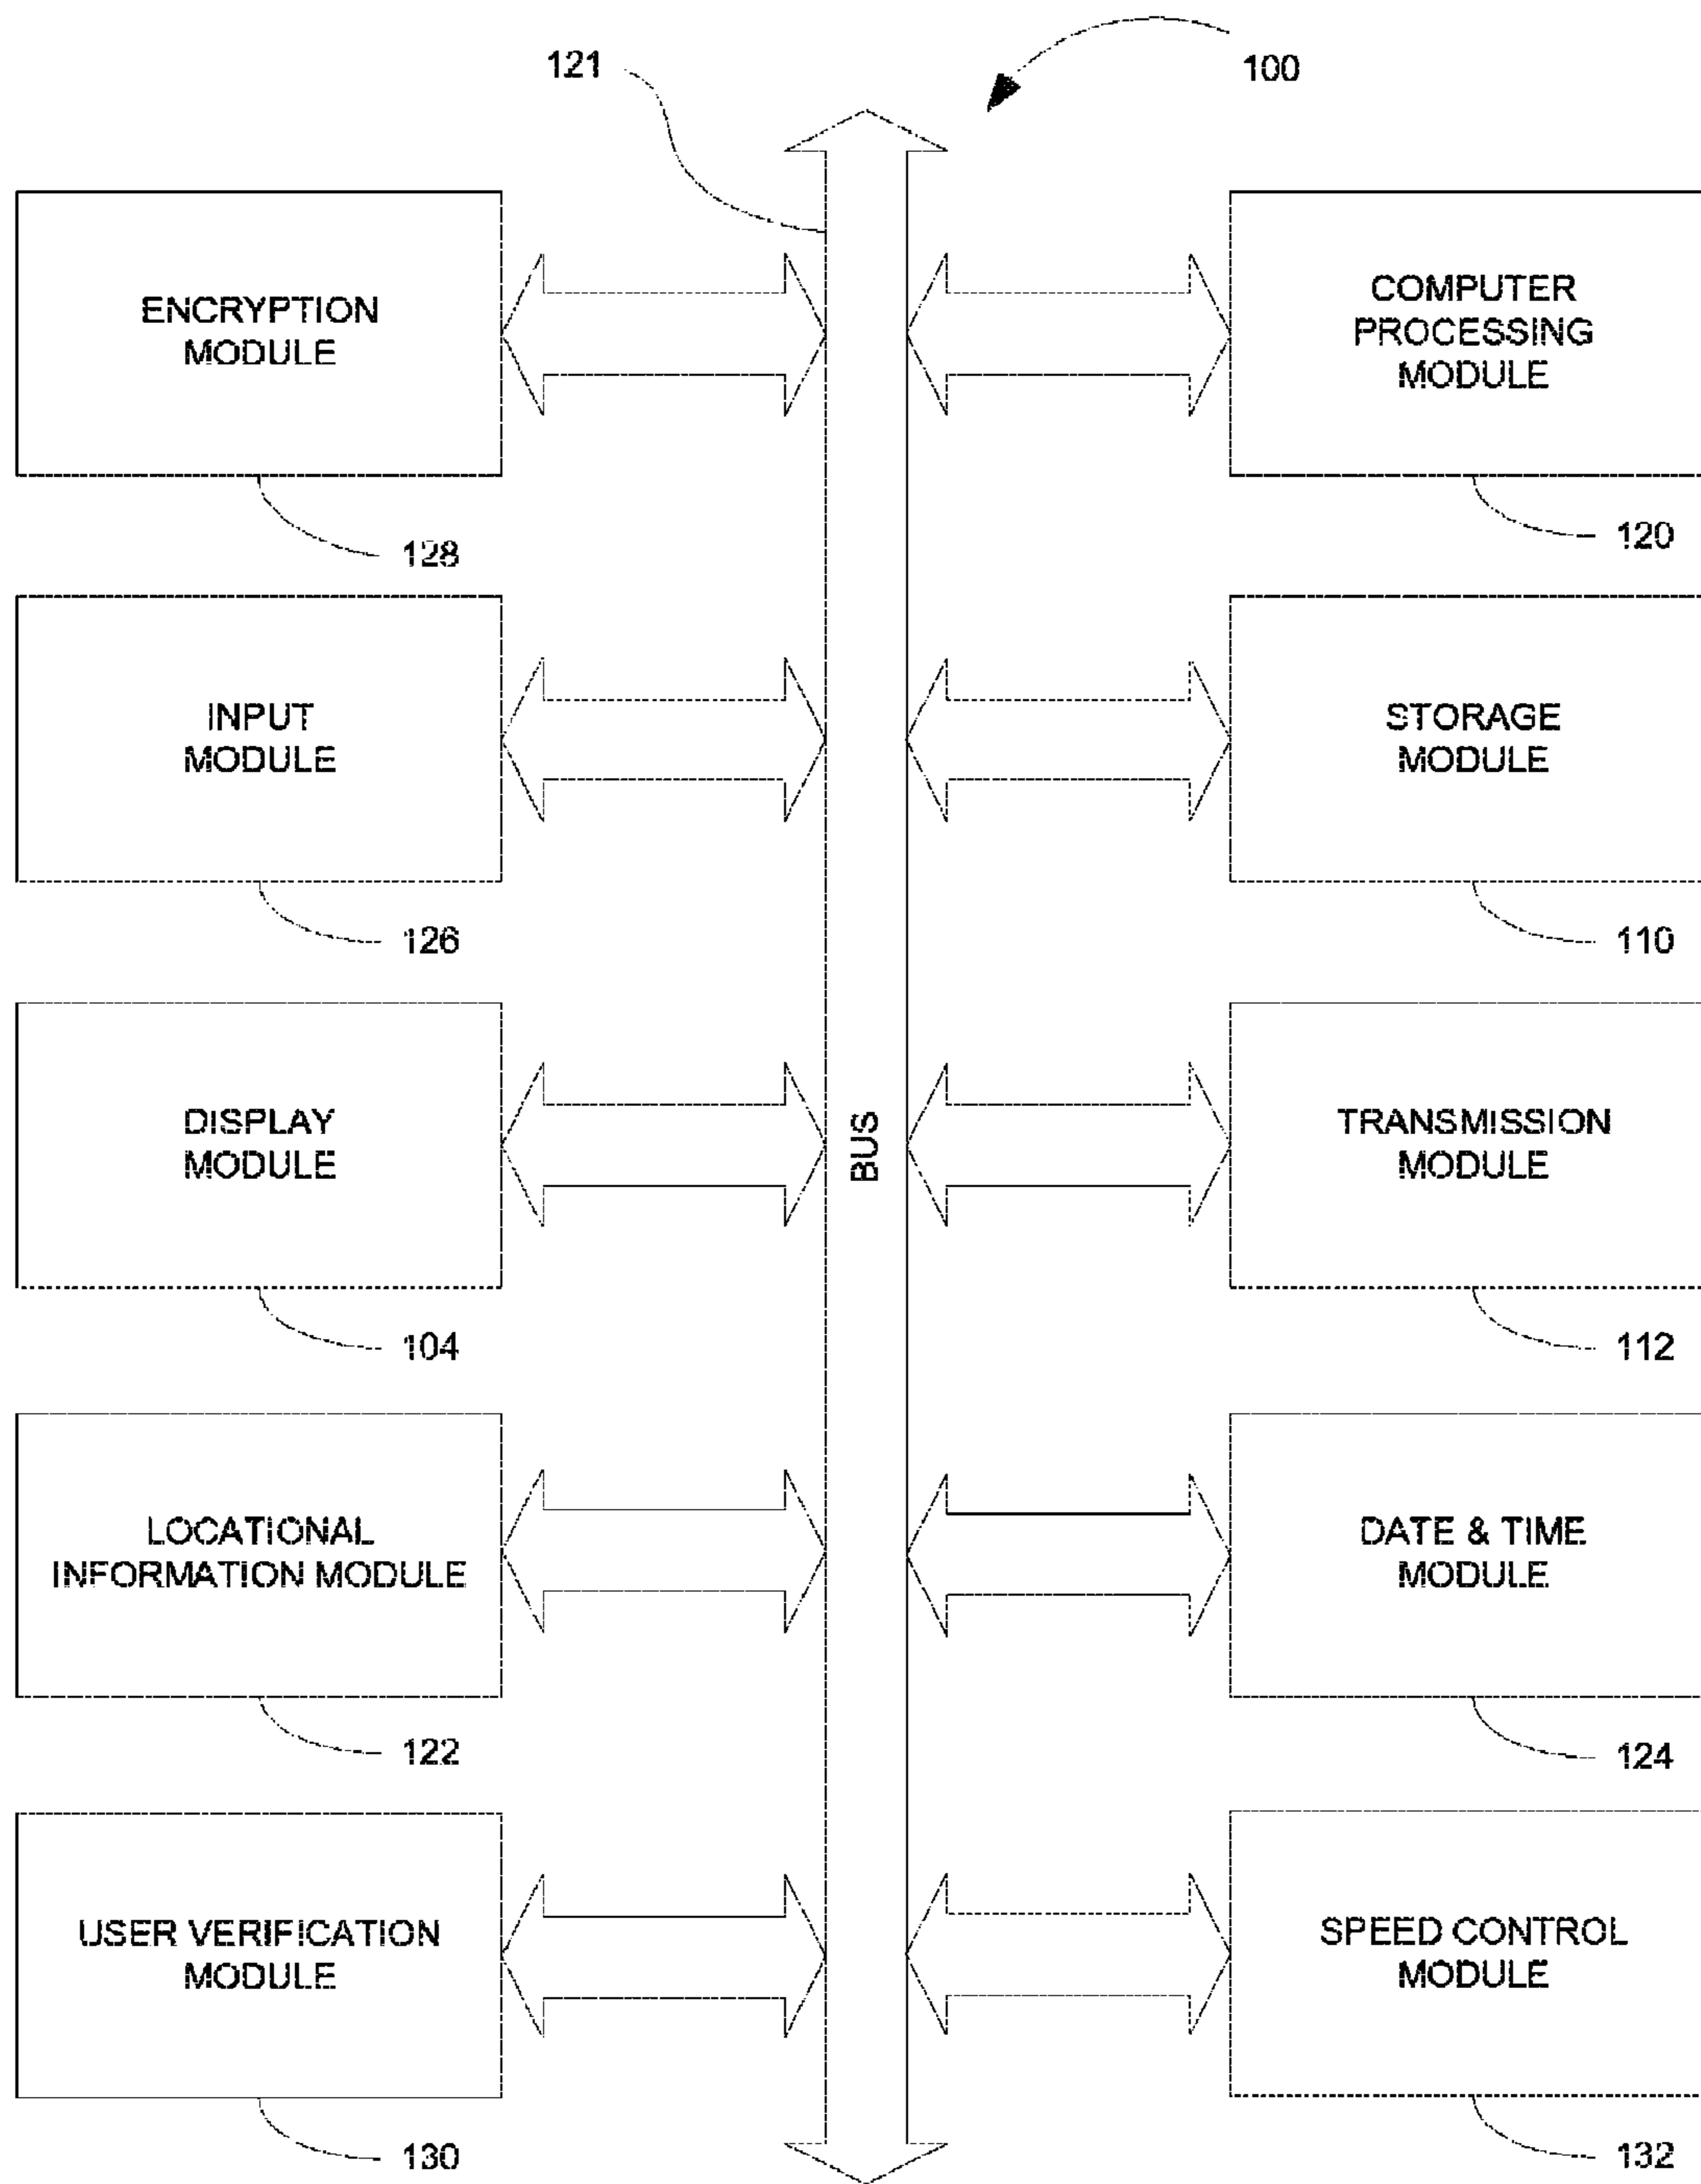 121
100
ENCRYPTION
MODULE
128
COMPUTER
PROCESSING
MODULE
120
INPUT
MODULE
126
STORAGE
MODULE
110
DISPLAY
MODULE
104
BUS
TRANSMISSION
MODULE
112
LOCATIONAL
INFORMATION MODULE
122
DATE & TIME
MODULE
124
USER VERIFICATION
MODULE
130
SPEED CONTROL
MODULE
132